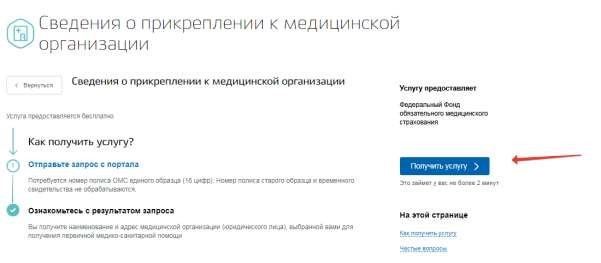 Сведения о прикреплении к медицинской
организации
Вернуться
Сведения о прикреплении к медицинской организации
Услуга предоставляется бесплатно
Как получить услугу?
1
Отправьте запрос с портала
Потребуется номер полиса ОМС единого образца (16 цифр). Номер полиса старого образца и временного
свидетельства не обрабатываются.
Ознакомьтесь с результатом запроса
Вы получите наименование и адрес медицинской организации (юридического лица), выбранной вами для
получения первичной медико-санитарной помощи
Услугу предоставляет
Федеральный Фонд
обязательного медицинского
страхования
Получить услугу
Это займет у вас не более 2 минут
На этой странице
Как получить услугу
Частые вопросы